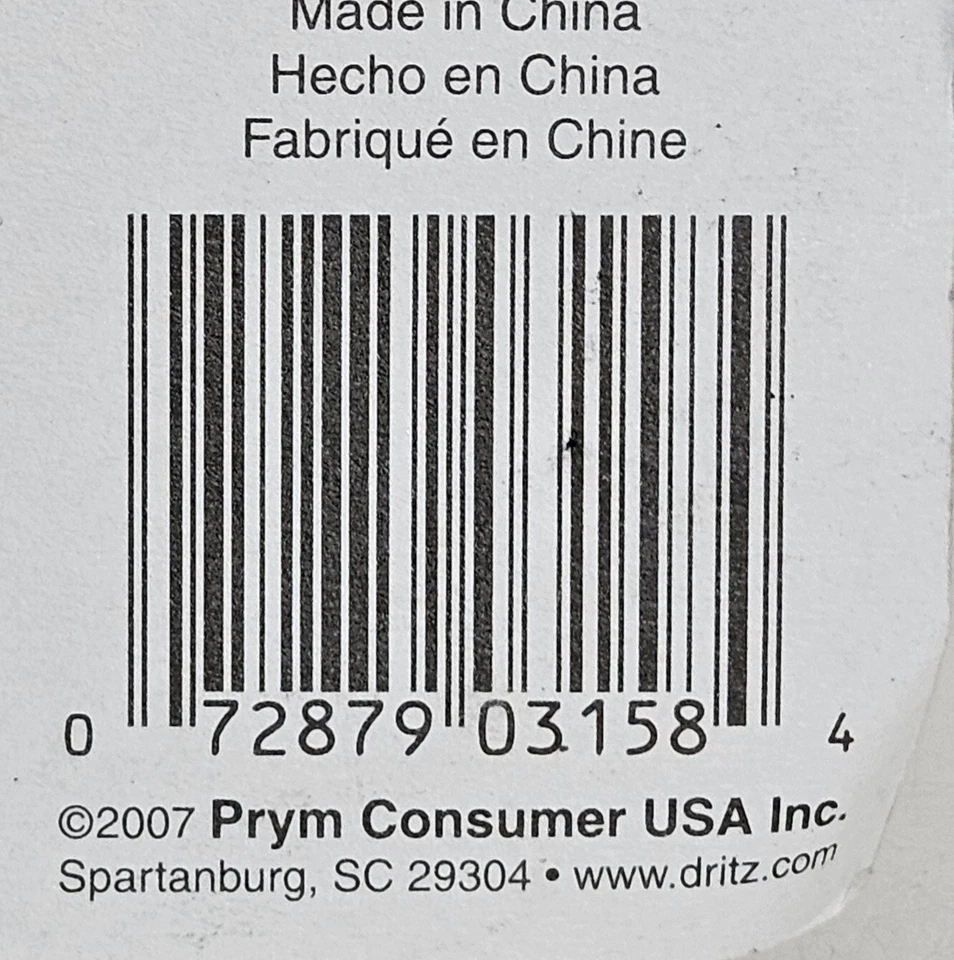 Made in China
Hecho en China
Fabriqué en Chine
0 72879 03158 4
©2007 Prym Consumer USA Inc.
Spartanburg, SC 29304 • www.dritz.com